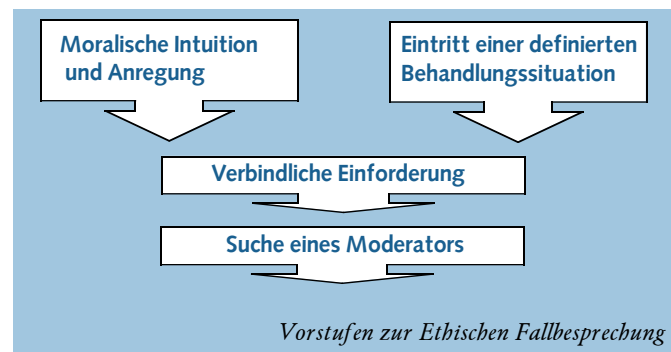 Moralische Intuition
und Anregung
Eintritt einer definierten
Behandlungssituation
Verbindliche Einforderung
Suche eines Moderators
Vorstufen zur Ethischen Fallbesprechung